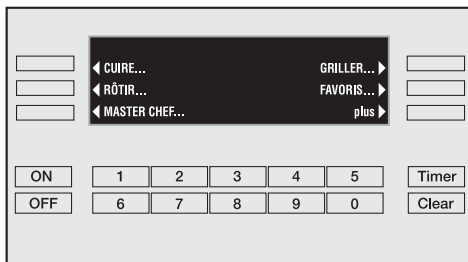 CUIRE... GRILLER...
RÔTIR... FAVORIS...
MASTER CHEF... plus
ON 1 2 3 4 5 Timer
OFF 6 7 8 9 0 Clear